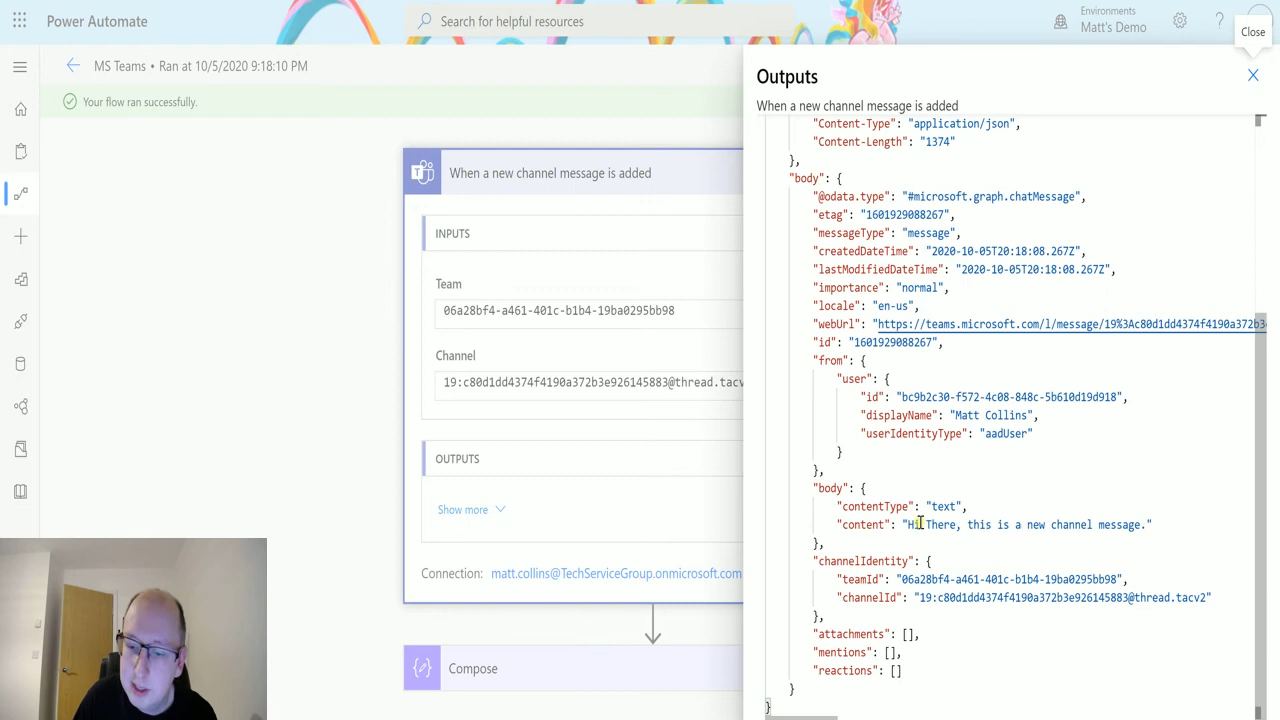 Power Automate
Search for helpful resources
Environments
Matt's Demo
Close
MS Teams • Ran at 10/5/2020 9:18:10 PM
Your flow ran successfully.
When a new channel message is added
INPUTS
Team
06a28bf4-a461-401c-b1b4-19ba0295bb98
Channel
19:c80d1dd4374f4190a372b3e926145883@thread.tacv
OUTPUTS
Show more
Connection: matt.collins@TechServiceGroup.onmicrosoft.com
Compose
Outputs
When a new channel message is added
"Content-Type": "application/json",
"Content-Length": "1374"
},
"body": {
"@odata.type": "#microsoft.graph.chatMessage",
"etag": "1601929088267",
"messageType": "message",
"createdDateTime": "2020-10-05T20:18:08.267Z",
"lastModifiedDateTime": "2020-10-05T20:18:08.267Z",
"importance": "normal",
"locale": "en-us",
"webUrl": "https://teams.microsoft.com/l/message/19%3Ac80d1dd4374f4190a372b3
"id": "1601929088267",
"from": {
"user": {
"id": "bc9b2c30-f572-4c08-848c-5b610d19d918",
"displayName": "Matt Collins",
"userIdentityType": "aadUser"
}
},
"body": {
"contentType": "text",
"content": "Hi There, this is a new channel message."
},
"channelIdentity": {
"teamId": "06a28bf4-a461-401c-b1b4-19ba0295bb98",
"channelId": "19:c80d1dd4374f4190a372b3e926145883@thread.tacv2"
},
"attachments": [],
"mentions": [],
"reactions": []
}
}